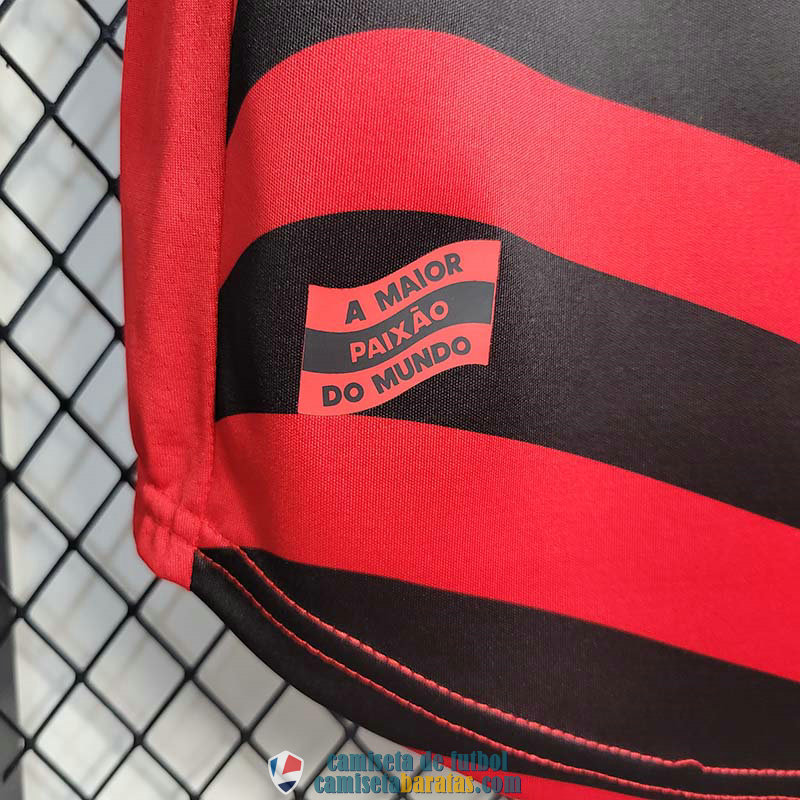 A MAIOR
PAIXÃO
DO MUNDO
camiseta de futbol
camisetabaratas.com